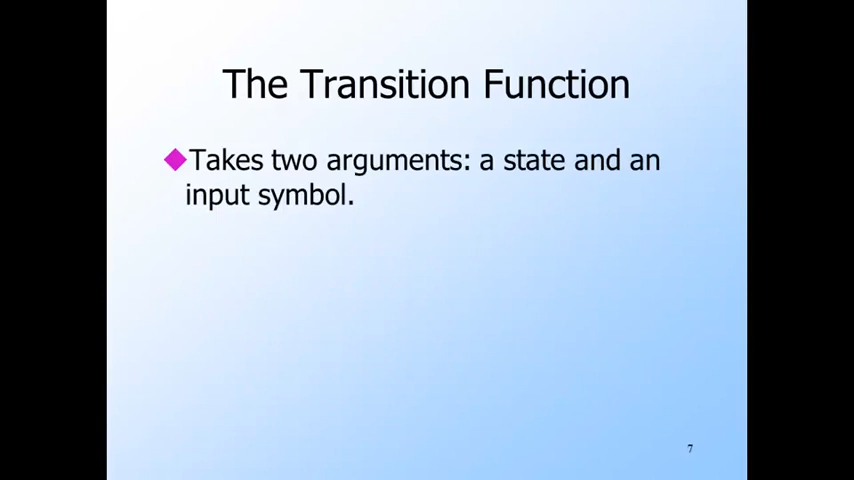 The Transition Function
Takes two arguments: a state and an
input symbol.
7